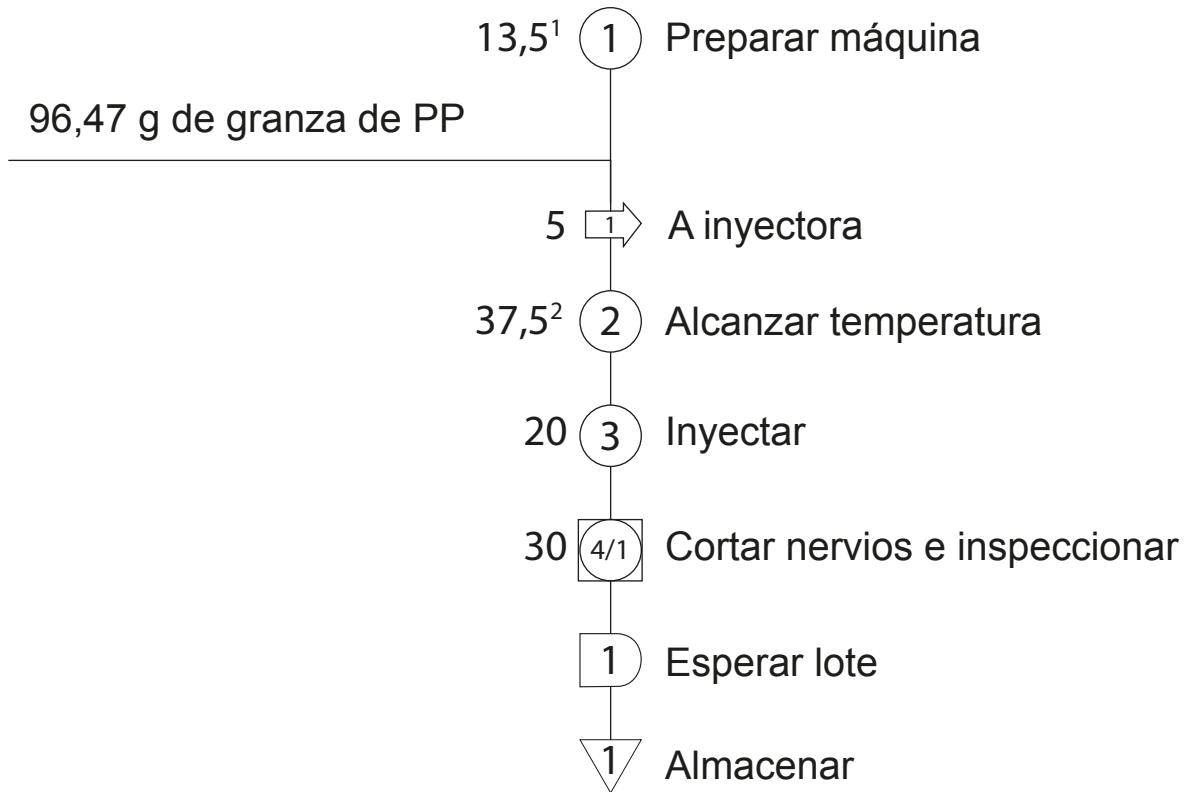 13,5¹ 1 Preparar máquina
96,47 g de granza de PP
5 1 A inyectora
37,5² 2 Alcanzar temperatura
20 3 Inyectar
30 4/1 Cortar nervios e inspeccionar
1 Esperar lote
1 Almacenar